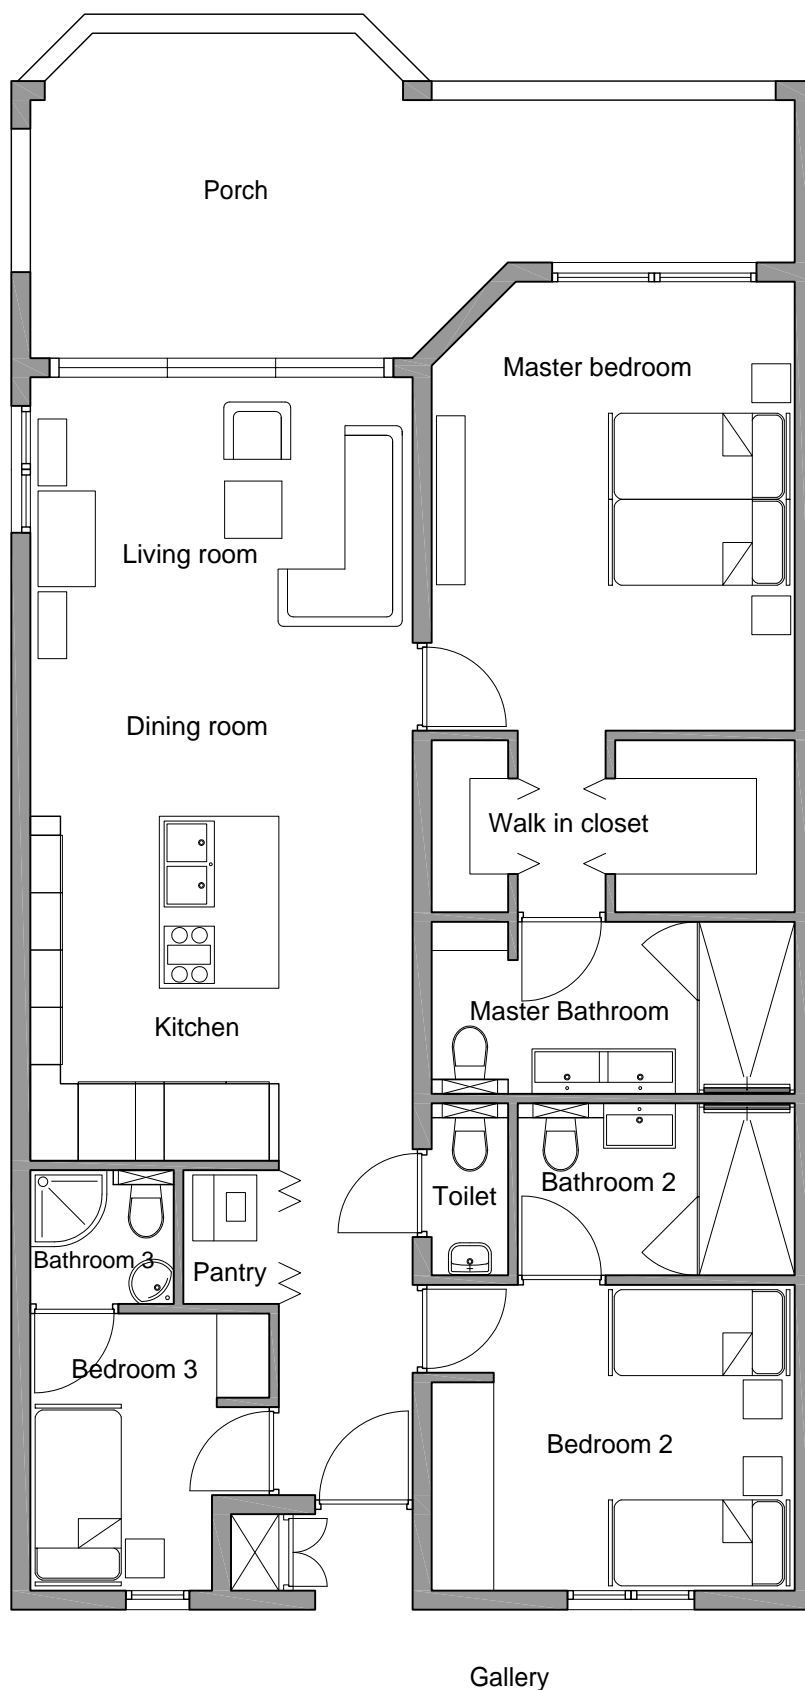 Porch
Master bedroom
Living room
Dining room
Walk in closet
Master Bathroom
Kitchen
Bathroom 2
Toilet
Bathroom 3
Pantry
Bedroom 3
Bedroom 2
Gallery